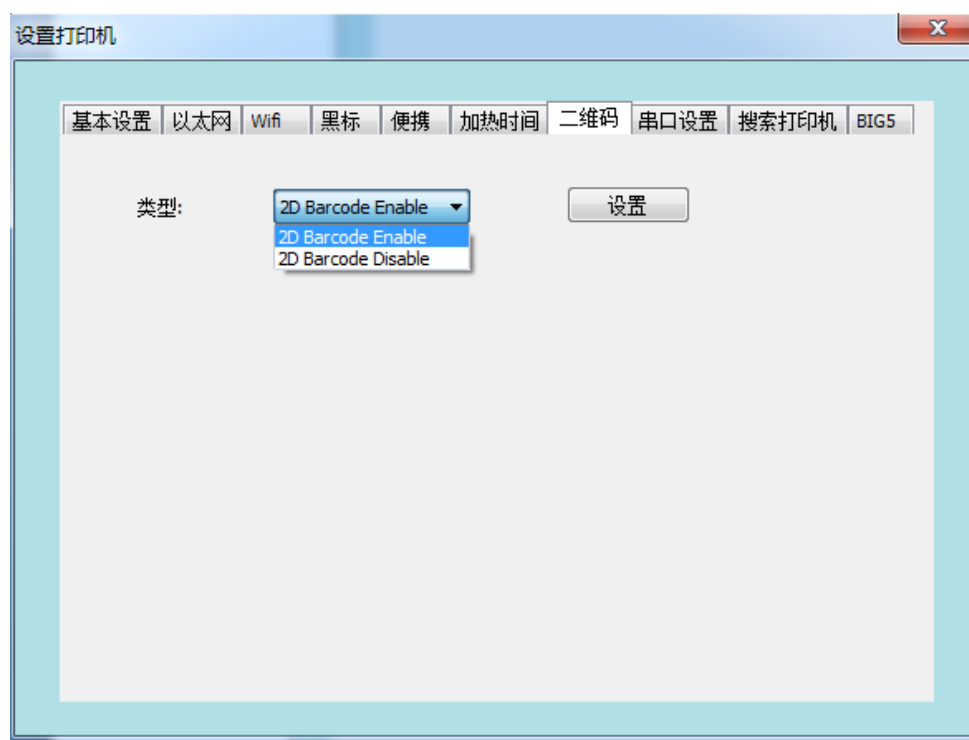 设置打印机
基本设置 以太网 Wifi 黑标 便携 加热时间 二维码 串口设置 搜索打印机 BIG5
类型: 2D Barcode Enable 设置
2D Barcode Enable
2D Barcode Disable